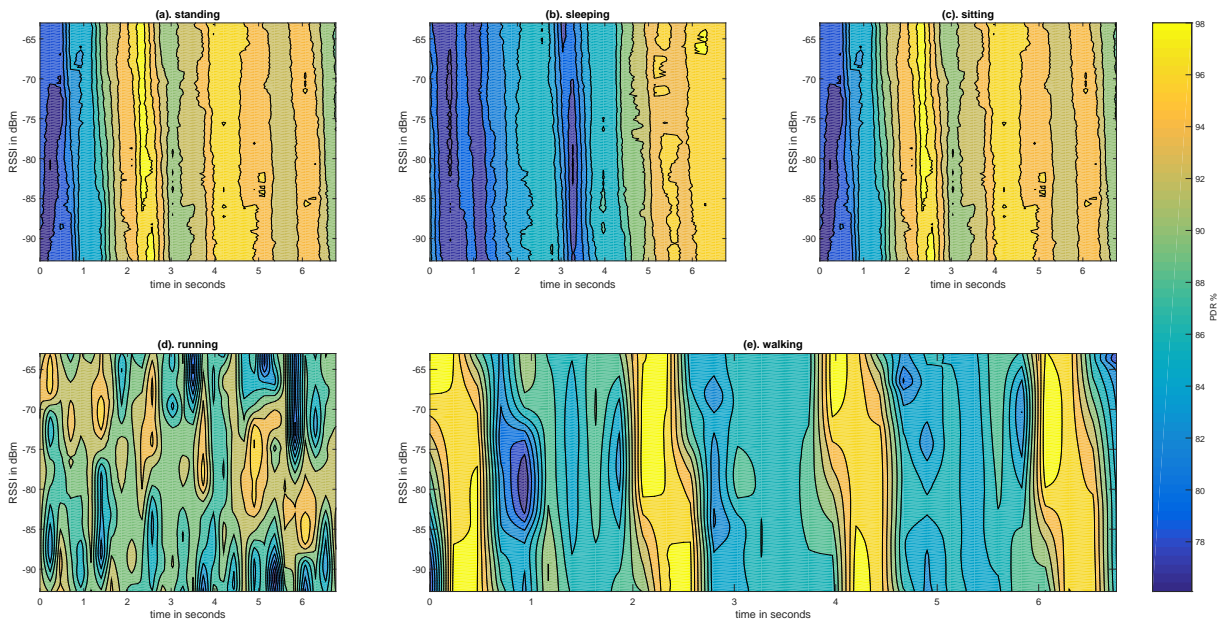 (a). standing
(b). sleeping
(c). sitting
RSSI in dBm
-65
-70
-75
-80
-85
-90
0 1 2 3 4 5 6
time in seconds
RSSI in dBm
-65
-70
-75
-80
-85
-90
0 1 2 3 4 5 6
time in seconds
RSSI in dBm
-65
-70
-75
-80
-85
-90
0 1 2 3 4 5 6
time in seconds
(d). running
(e). walking
RSSI in dBm
-65
-70
-75
-80
-85
-90
0 1 2 3 4 5 6
time in seconds
RSSI in dBm
-65
-70
-75
-80
-85
-90
0 1 2 3 4 5 6
time in seconds
98
96
94
92
90
88
86
84
82
80
78
PDR %